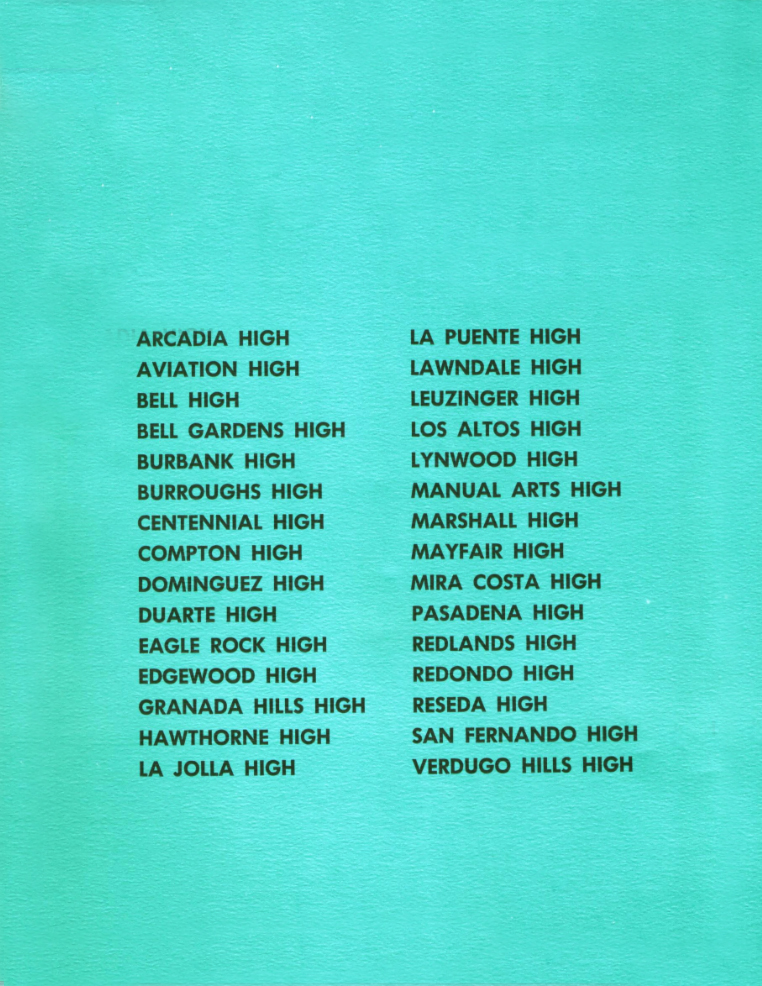 ARCADIA HIGH
AVIATION HIGH
BELL HIGH
BELL GARDENS HIGH
BURBANK HIGH
BURROUGHS HIGH
CENTENNIAL HIGH
COMPTON HIGH
DOMINGUEZ HIGH
DUARTE HIGH
EAGLE ROCK HIGH
EDGEWOOD HIGH
GRANADA HILLS HIGH
HAWTHORNE HIGH
LA JOLLA HIGH
LA PUENTE HIGH
LAWNDALE HIGH
LEUZINGER HIGH
LOS ALTOS HIGH
LYNWOOD HIGH
MANUAL ARTS HIGH
MARSHALL HIGH
MAYFAIR HIGH
MIRA COSTA HIGH
PASADENA HIGH
REDLANDS HIGH
REDONDO HIGH
RESEDA HIGH
SAN FERNANDO HIGH
VERDUGO HILLS HIGH